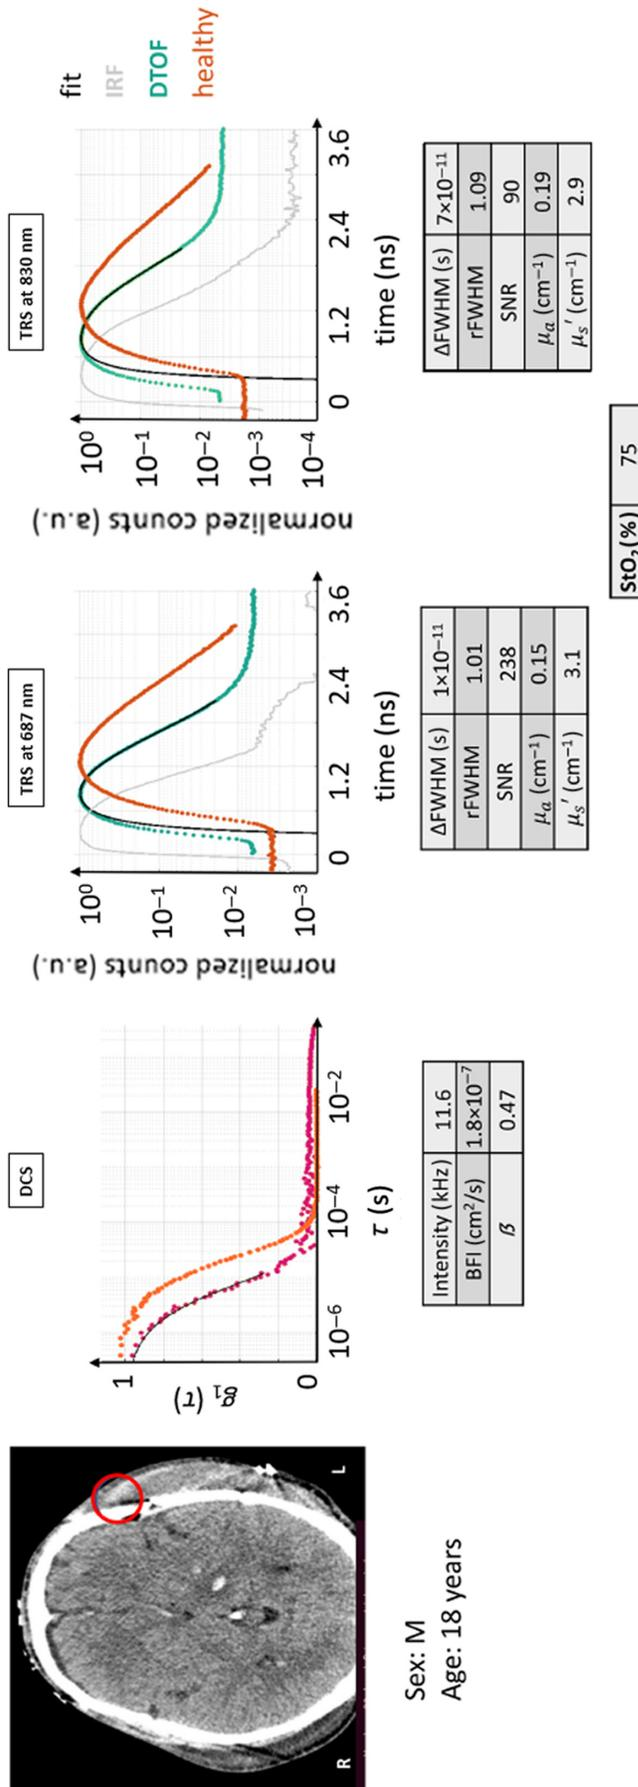 R
L
Sex: M
Age: 18 years
DCS
g₁ (τ)
1
0
10⁻⁶
10⁻⁴
10⁻²
τ (s)
Intensity (kHz) 11.6
BFI (cm²/s) 1.8×10⁻⁷
ß 0.47
TRS at 687 nm
normalized counts (a.u.)
10⁰
10⁻¹
10⁻²
10⁻³
0 1.2 2.4 3.6
time (ns)
ΔFWHM (s) 1×10⁻¹¹
rFWHM 1.01
SNR 238
μₐ (cm⁻¹) 0.15
μₛ′ (cm⁻¹) 3.1
TRS at 830 nm
normalized counts (a.u.)
10⁰
10⁻¹
10⁻²
10⁻³
10⁻⁴
0 1.2 2.4 3.6
time (ns)
fit
IRF
DTOF
healthy
ΔFWHM (s) 7×10⁻¹¹
rFWHM 1.09
SNR 90
μₐ (cm⁻¹) 0.19
μₛ′ (cm⁻¹) 2.9
StO₂(%) 75